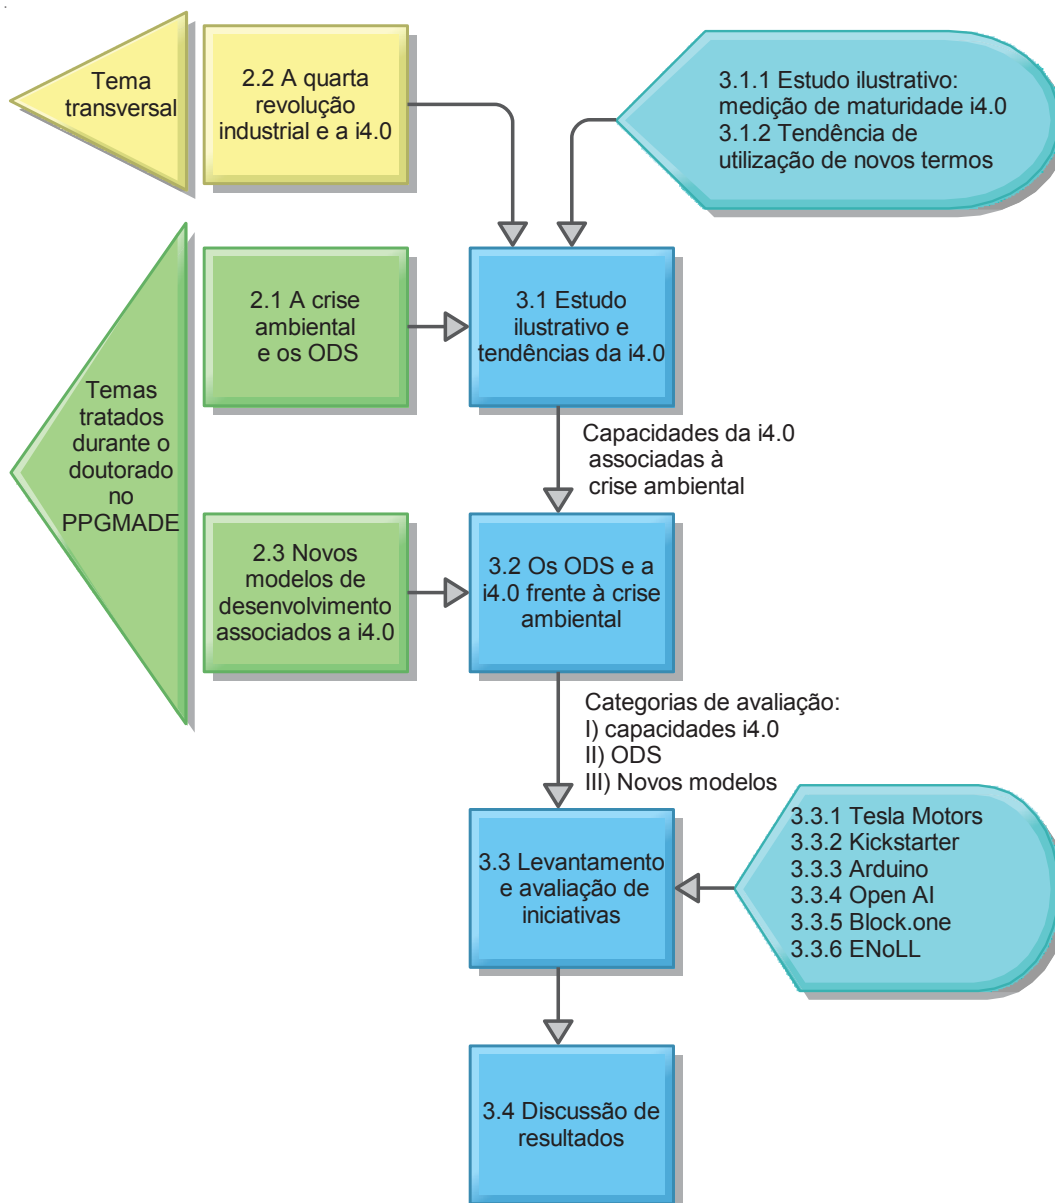 Tema
transversal
2.2 A quarta
revolução
industrial e a i4.0
3.1.1 Estudo ilustrativo:
medição de maturidade i4.0
3.1.2 Tendência de
utilização de novos termos
2.1 A crise
ambiental
e os ODS
3.1 Estudo
ilustrativo e
tendências da i4.0
Temas
tratados
durante o
doutorado
no
PPGMADE
Capacidades da i4.0
associadas à
crise ambiental
2.3 Novos
modelos de
desenvolvimento
associados a i4.0
3.2 Os ODS e a
i4.0 frente à crise
ambiental
Categorias de avaliação:
I) capacidades i4.0
II) ODS
III) Novos modelos
3.3 Levantamento
e avaliação de
iniciativas
3.3.1 Tesla Motors
3.3.2 Kickstarter
3.3.3 Arduino
3.3.4 Open AI
3.3.5 Block.one
3.3.6 ENoLL
3.4 Discussão de
resultados